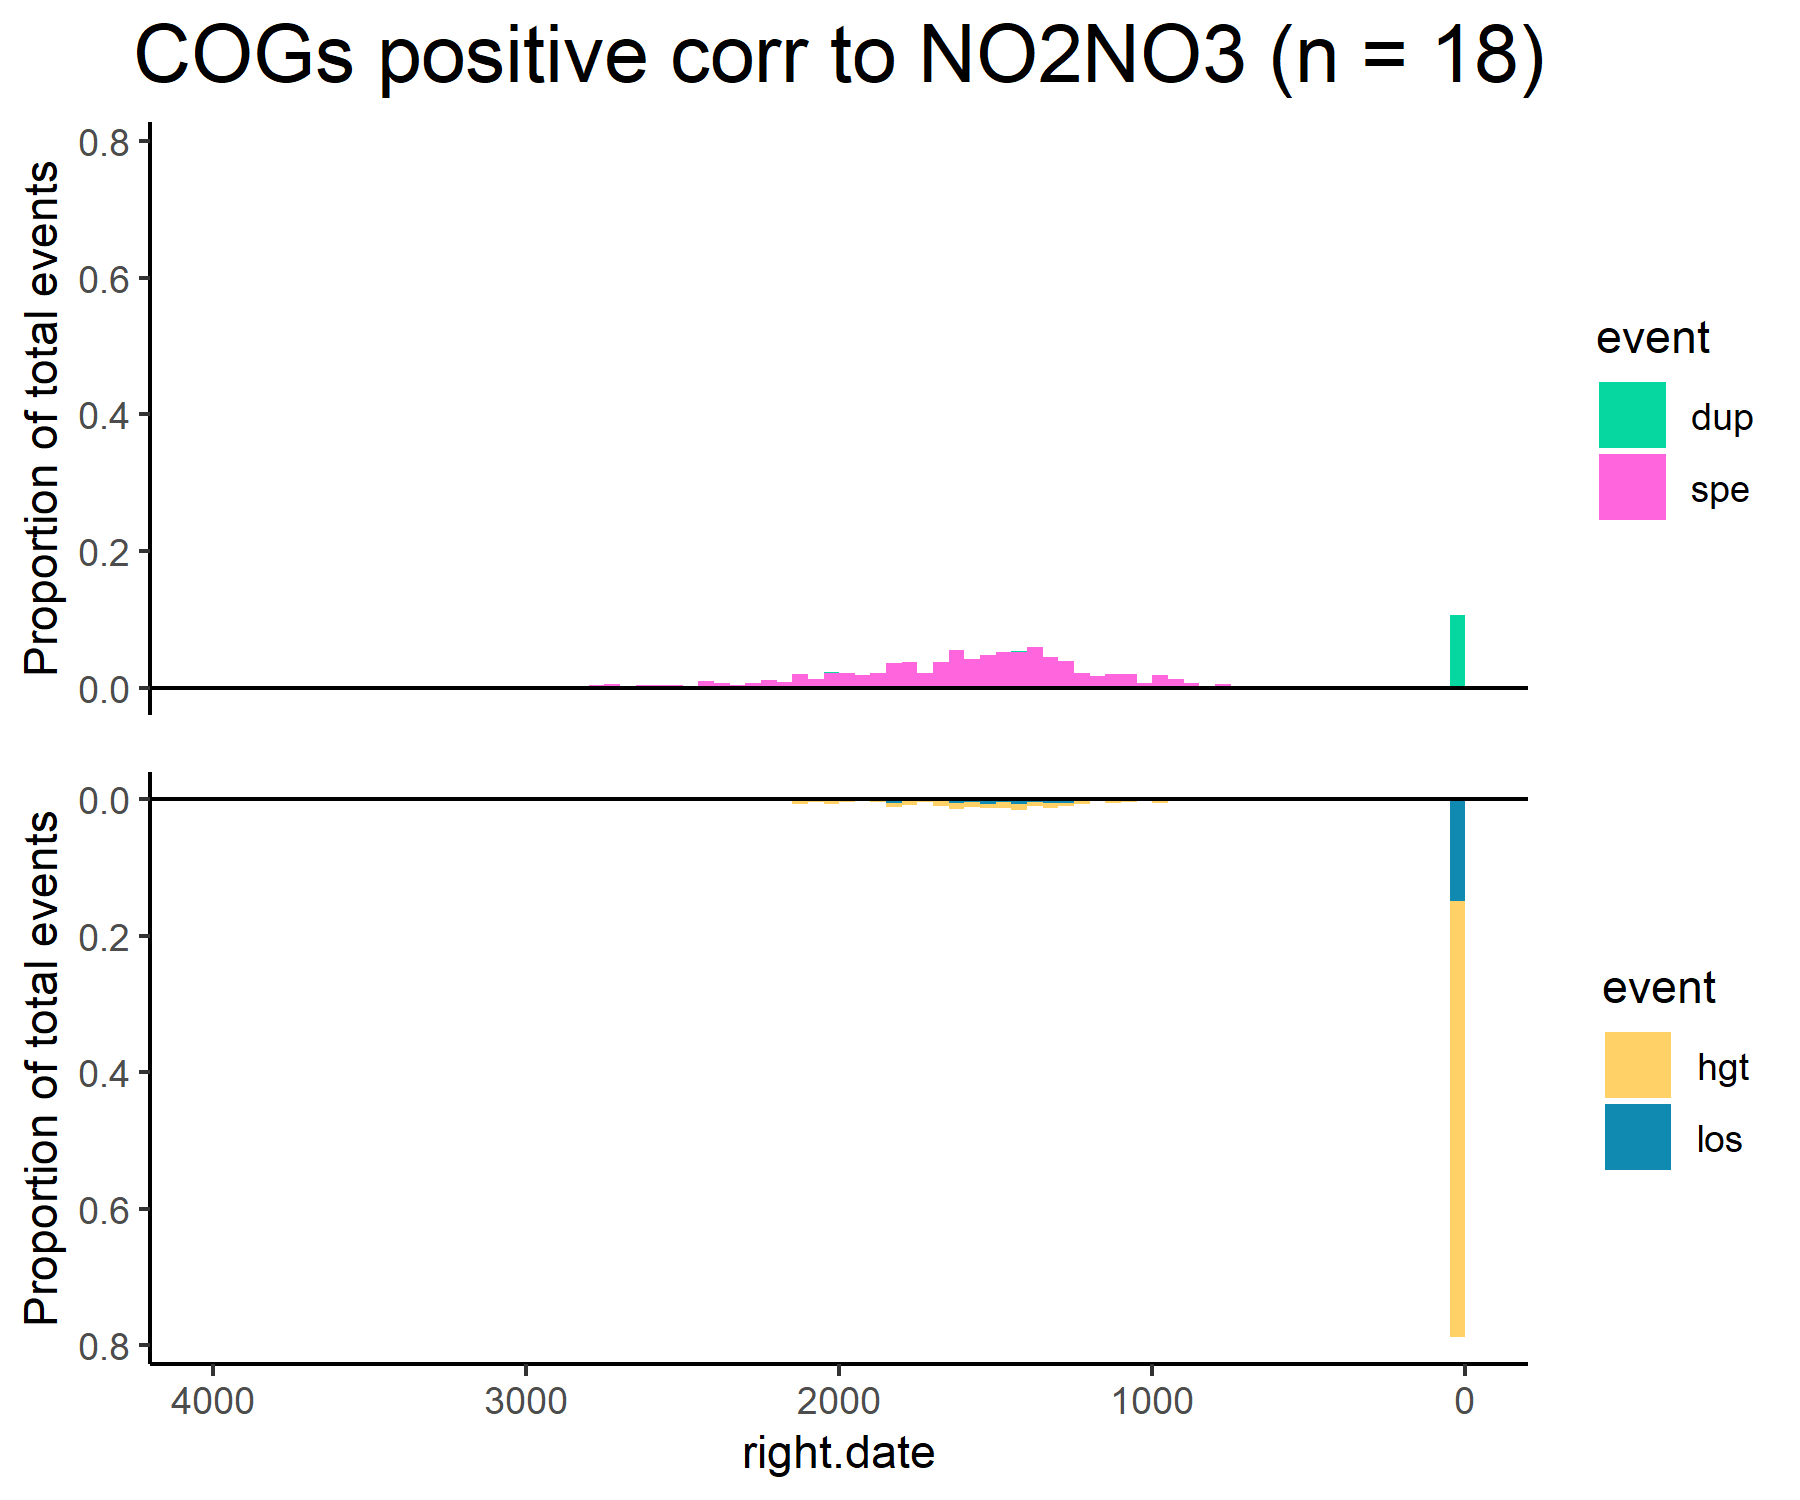 COGs positive corr to NO2NO3 (n = 18)
Proportion of total events
0.8
0.6
0.4
0.2
0.0
event
dup
spe
Proportion of total events
0.0
0.2
0.4
0.6
0.8
event
hgt
los
4000 3000 2000 1000 0
right.date